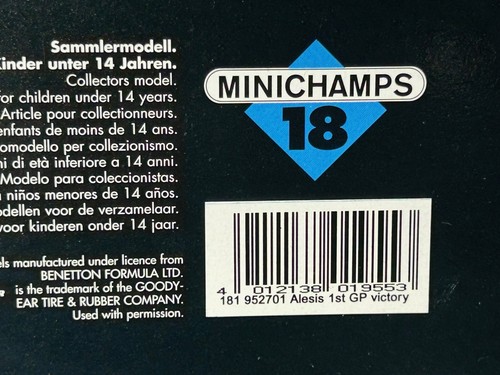 Sammlermodell.
Kinder unter 14 Jahren.
Collectors model.
for children under 14 years.
Article pour collectionneurs.
enfants de moins de 14 ans.
per collezionismo.
di età inferiore a 14 anni.
Modelo para coleccionistas.
niños menores de 14 años.
voor de verzamelaar.
voor kinderen onder 14 jaar.
manufactured under licence from
BENETTON FORMULA LTD.
is the trademark of the GOODY-
EAR TIRE & RUBBER COMPANY.
Used with permission.
MINICHAMPS
18
4 012138 019553
181 952701 Alesis 1st GP victory